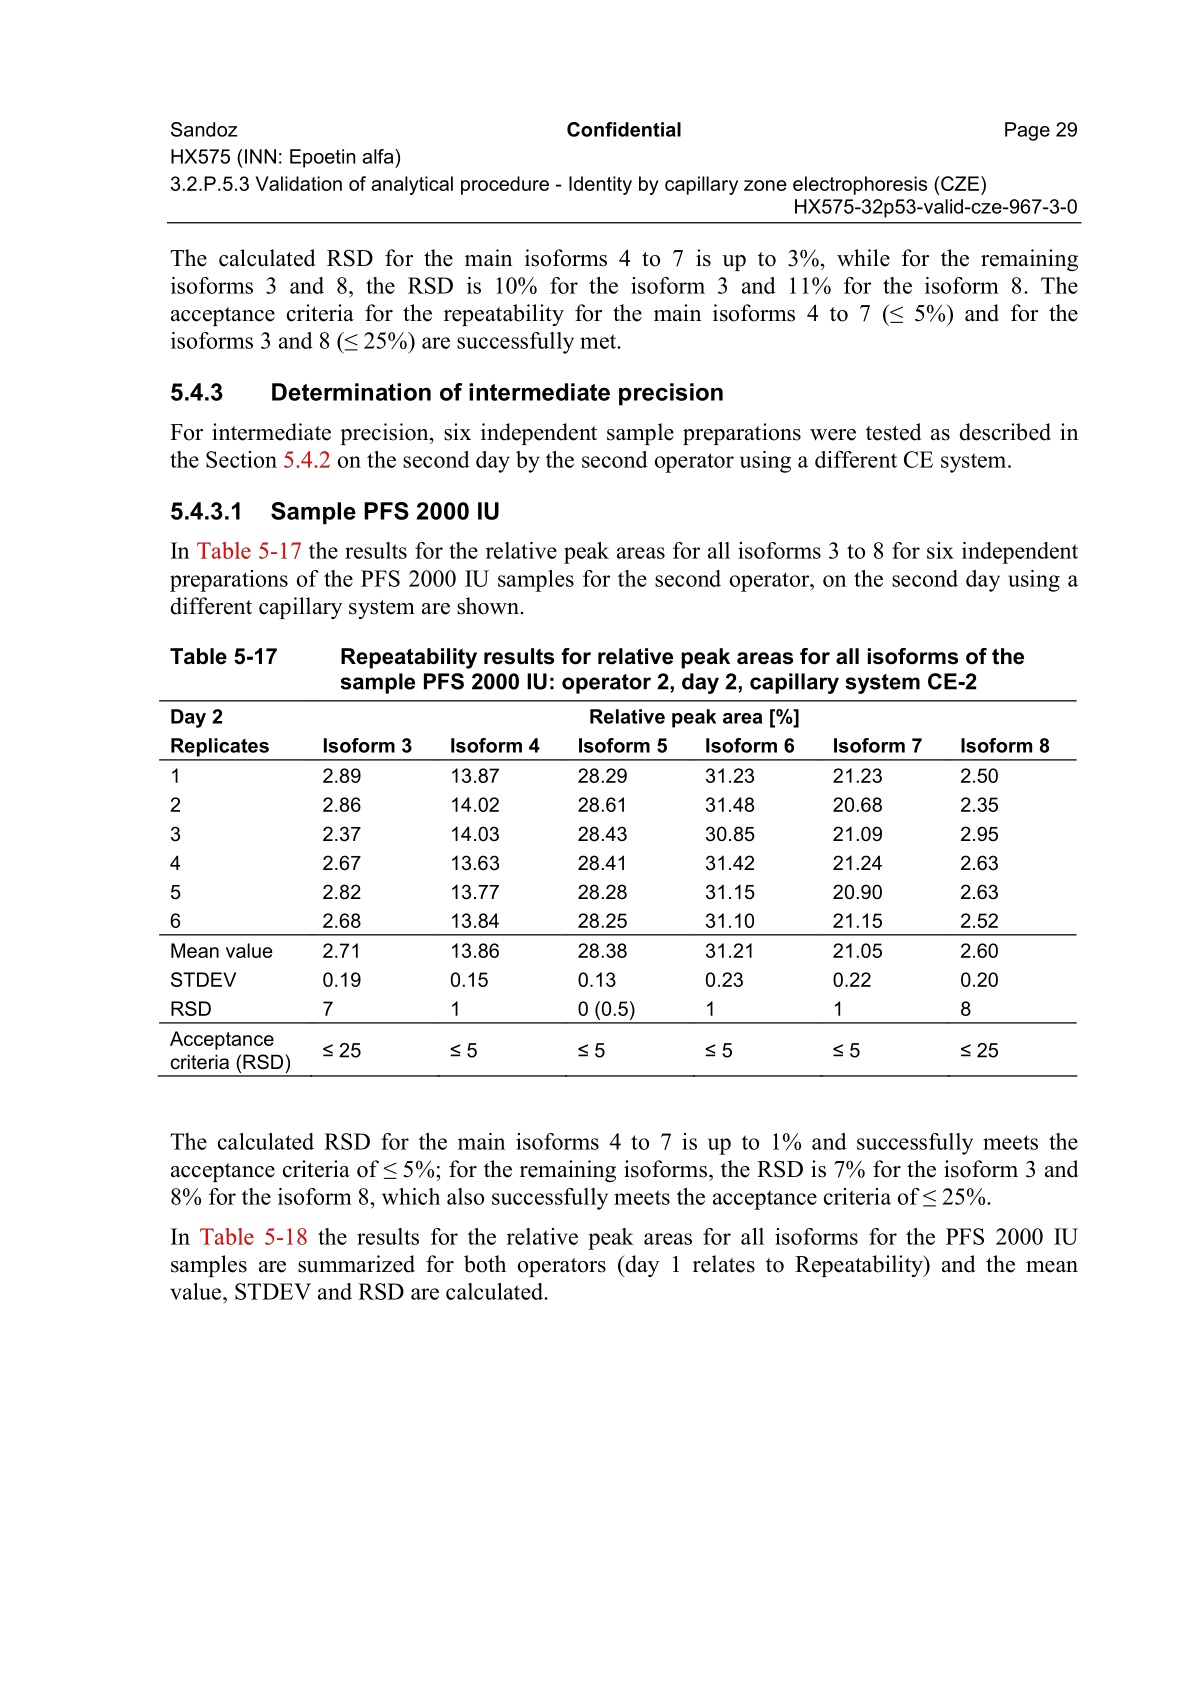 Sandoz Confidential Page 29
HX575 (INN: Epoetin alfa)
3.2.P.5.3 Validation of analytical procedure - Identity by capillary zone electrophoresis (CZE)
HX575-32p53-valid-cze-967-3-0
The calculated RSD for the main isoforms 4 to 7 is up to 3%, while for the remaining
isoforms 3 and 8, the RSD is 10% for the isoform 3 and 11% for the isoform 8. The
acceptance criteria for the repeatability for the main isoforms 4 to 7 (≤ 5%) and for the
isoforms 3 and 8 (≤ 25%) are successfully met.
5.4.3 Determination of intermediate precision
For intermediate precision, six independent sample preparations were tested as described in
the Section 5.4.2 on the second day by the second operator using a different CE system.
5.4.3.1 Sample PFS 2000 IU
In Table 5-17 the results for the relative peak areas for all isoforms 3 to 8 for six independent
preparations of the PFS 2000 IU samples for the second operator, on the second day using a
different capillary system are shown.
Table 5-17 Repeatability results for relative peak areas for all isoforms of the
sample PFS 2000 IU: operator 2, day 2, capillary system CE-2
Day 2 Relative peak area [%]
Replicates Isoform 3 Isoform 4 Isoform 5 Isoform 6 Isoform 7 Isoform 8
1 2.89 13.87 28.29 31.23 21.23 2.50
2 2.86 14.02 28.61 31.48 20.68 2.35
3 2.37 14.03 28.43 30.85 21.09 2.95
4 2.67 13.63 28.41 31.42 21.24 2.63
5 2.82 13.77 28.28 31.15 20.90 2.63
6 2.68 13.84 28.25 31.10 21.15 2.52
Mean value 2.71 13.86 28.38 31.21 21.05 2.60
STDEV 0.19 0.15 0.13 0.23 0.22 0.20
RSD 7 1 0 (0.5) 1 1 8
Acceptance
criteria (RSD) ≤ 25 ≤ 5 ≤ 5 ≤ 5 ≤ 5 ≤ 25
The calculated RSD for the main isoforms 4 to 7 is up to 1% and successfully meets the
acceptance criteria of ≤ 5%; for the remaining isoforms, the RSD is 7% for the isoform 3 and
8% for the isoform 8, which also successfully meets the acceptance criteria of ≤ 25%.
In Table 5-18 the results for the relative peak areas for all isoforms for the PFS 2000 IU
samples are summarized for both operators (day 1 relates to Repeatability) and the mean
value, STDEV and RSD are calculated.